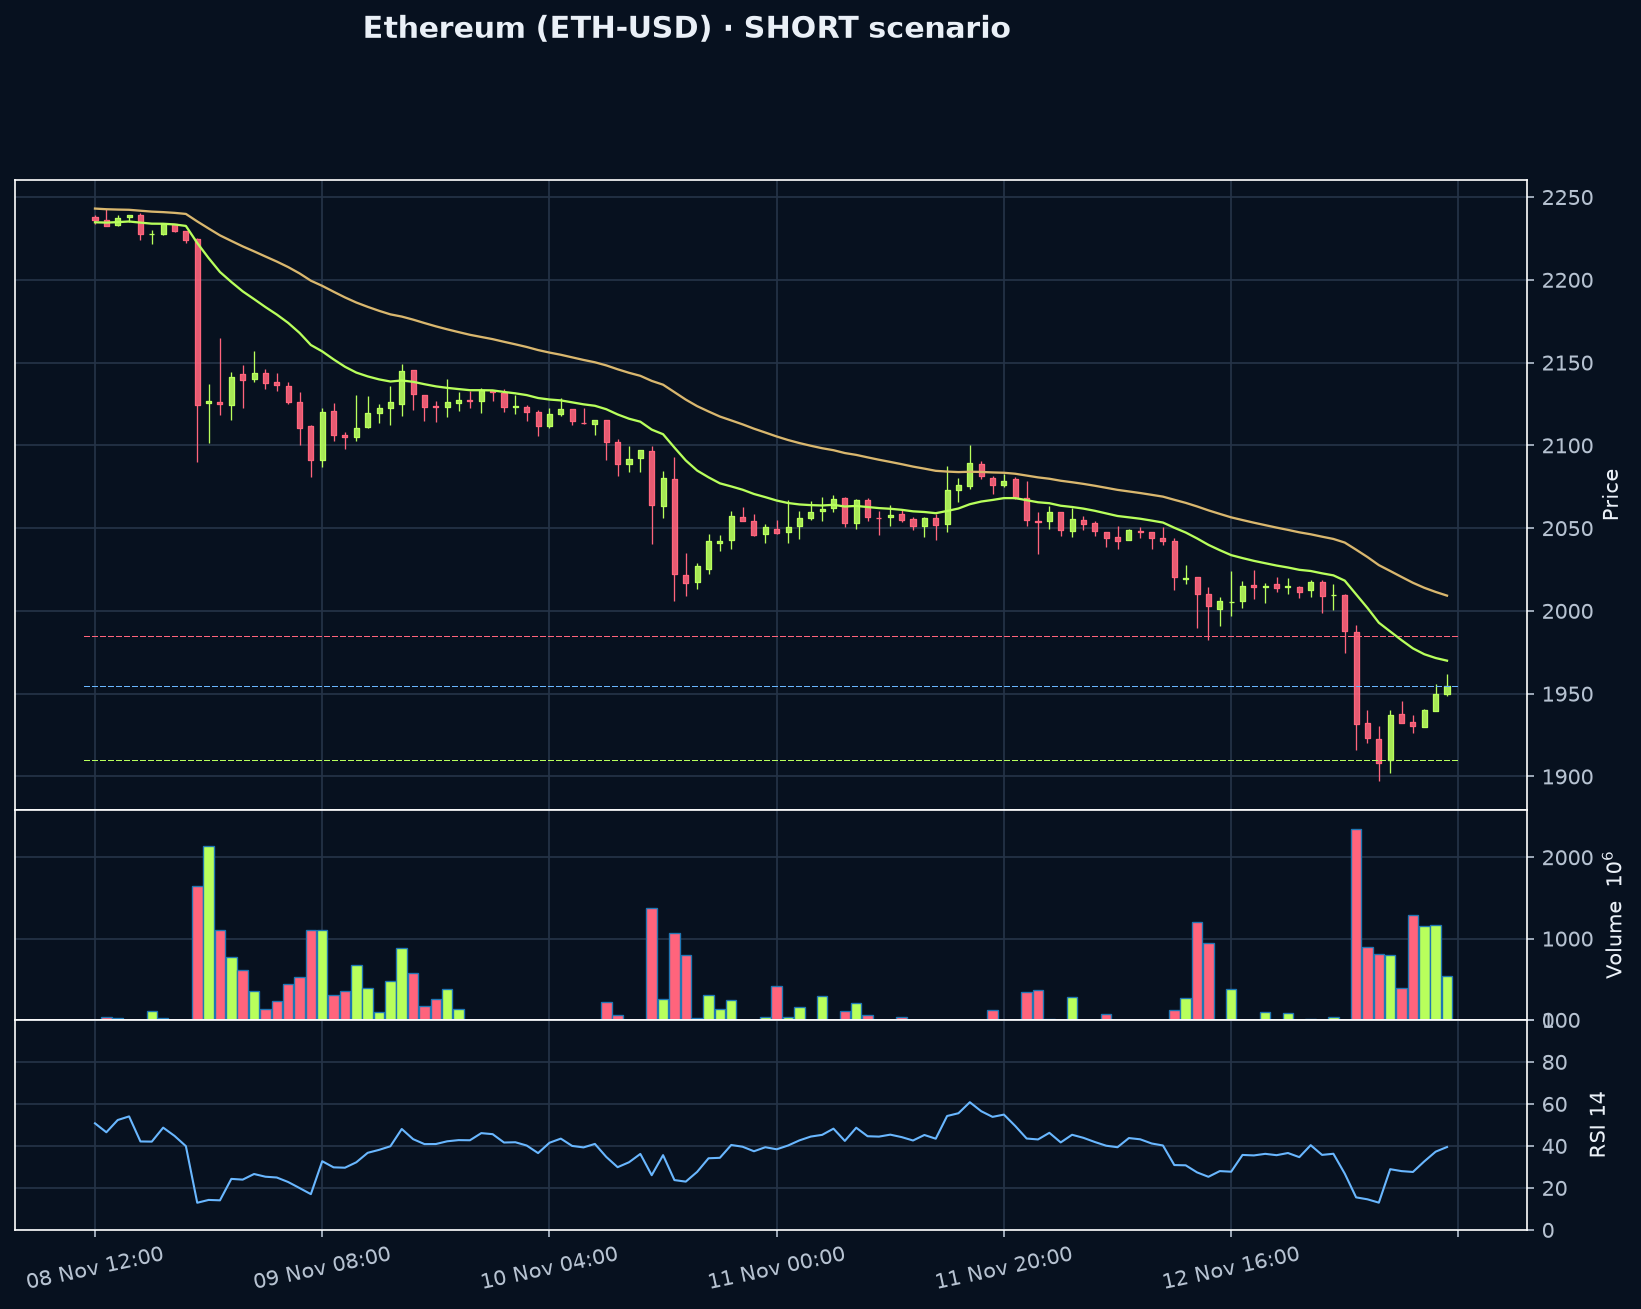 Ethereum (ETH-USD) · SHORT scenario
2250
2200
2150
2100
2050
2000
1950
1900
Price
2000
1000
0
Volume 10⁶
100
80
60
40
20
0
RSI 14
08 Nov 12:00
09 Nov 08:00
10 Nov 04:00
11 Nov 00:00
11 Nov 20:00
12 Nov 16:00